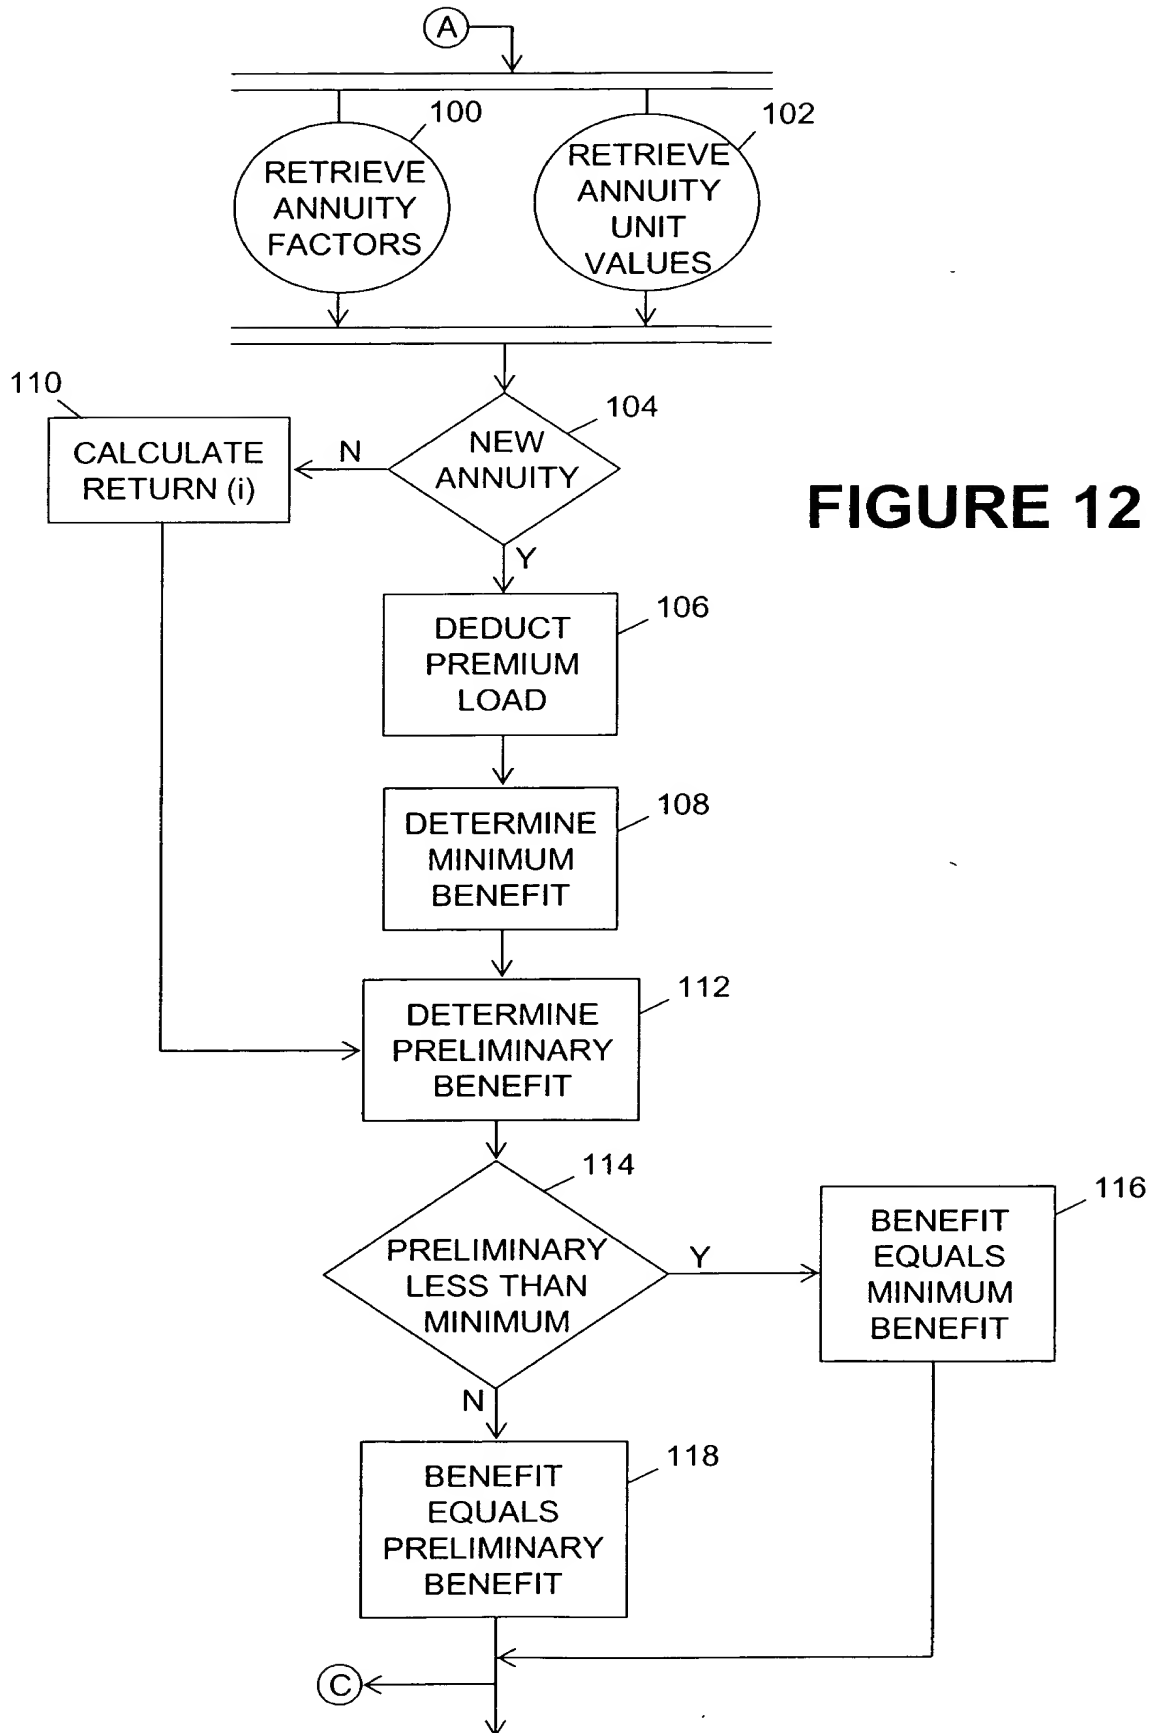 A
100
RETRIEVE
ANNUITY
FACTORS
102
RETRIEVE
ANNUITY
UNIT
VALUES
110
CALCULATE
RETURN (i)
N
104
NEW
ANNUITY
Y
FIGURE 12
106
DEDUCT
PREMIUM
LOAD
108
DETERMINE
MINIMUM
BENEFIT
112
DETERMINE
PRELIMINARY
BENEFIT
114
PRELIMINARY
LESS THAN
MINIMUM
Y
116
BENEFIT
EQUALS
MINIMUM
BENEFIT
N
118
BENEFIT
EQUALS
PRELIMINARY
BENEFIT
C